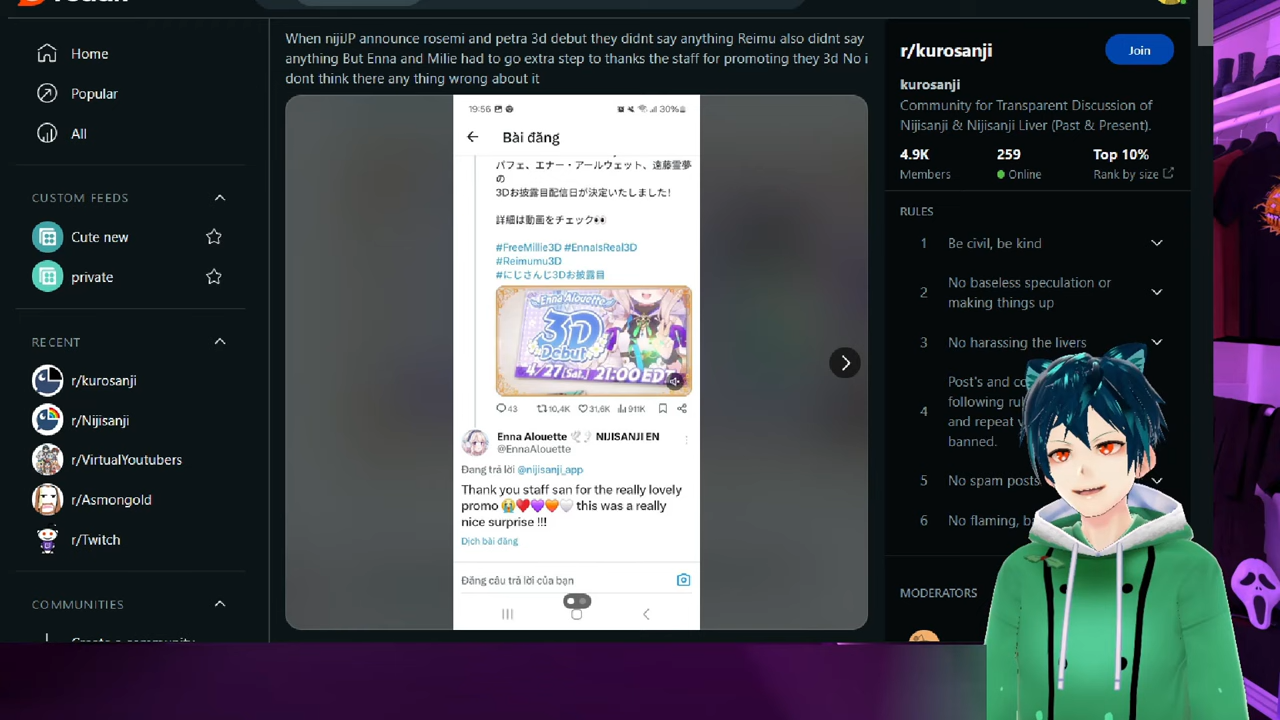 When nijiJP announce rosemi and petra 3d debut they didnt say anything Reimu also didnt say
anything But Enna and Milie had to go extra step to thanks the staff for promoting they 3d No i
dont think there any thing wrong about it
Home
Popular
All
CUSTOM FEEDS
Cute new
private
RECENT
r/kurosanji
r/Nijisanji
r/VirtualYoutubers
r/Asmongold
r/Twitch
COMMUNITIES
19:56
30%
Bài đăng
パフェ、エナー・アールウェット、遠藤霊夢
の
3Dお披露目配信日が決定いたしました!
詳細は動画をチェック👀
#FreeMillie3D #EnnaIsReal3D
#Reimumu3D
#にじさんじ3Dお披露目
Enna Alouette
3D
Debut
4/27(Sat.) 21:00 EDT
43
10,4K
31,6K
911K
Enna Alouette 🕊 NIJISANJI EN
@EnnaAlouette
Đang trả lời @nijisanji_app
Thank you staff san for the really lovely
promo 😭❤️💜🧡🤍 this was a really
nice surprise !!!
Dịch bài đăng
Đăng câu trả lời của bạn
r/kurosanji
Join
kurosanji
Community for Transparent Discussion of
Nijisanji & Nijisanji Liver (Past & Present).
4.9K
259
Top 10%
Members
Online
Rank by size
RULES
1 Be civil, be kind
2 No baseless speculation or
making things up
3 No harassing the livers
4 Post's and
following
and repeat
banned.
5 No spam posts
6 No flaming,
MODERATORS